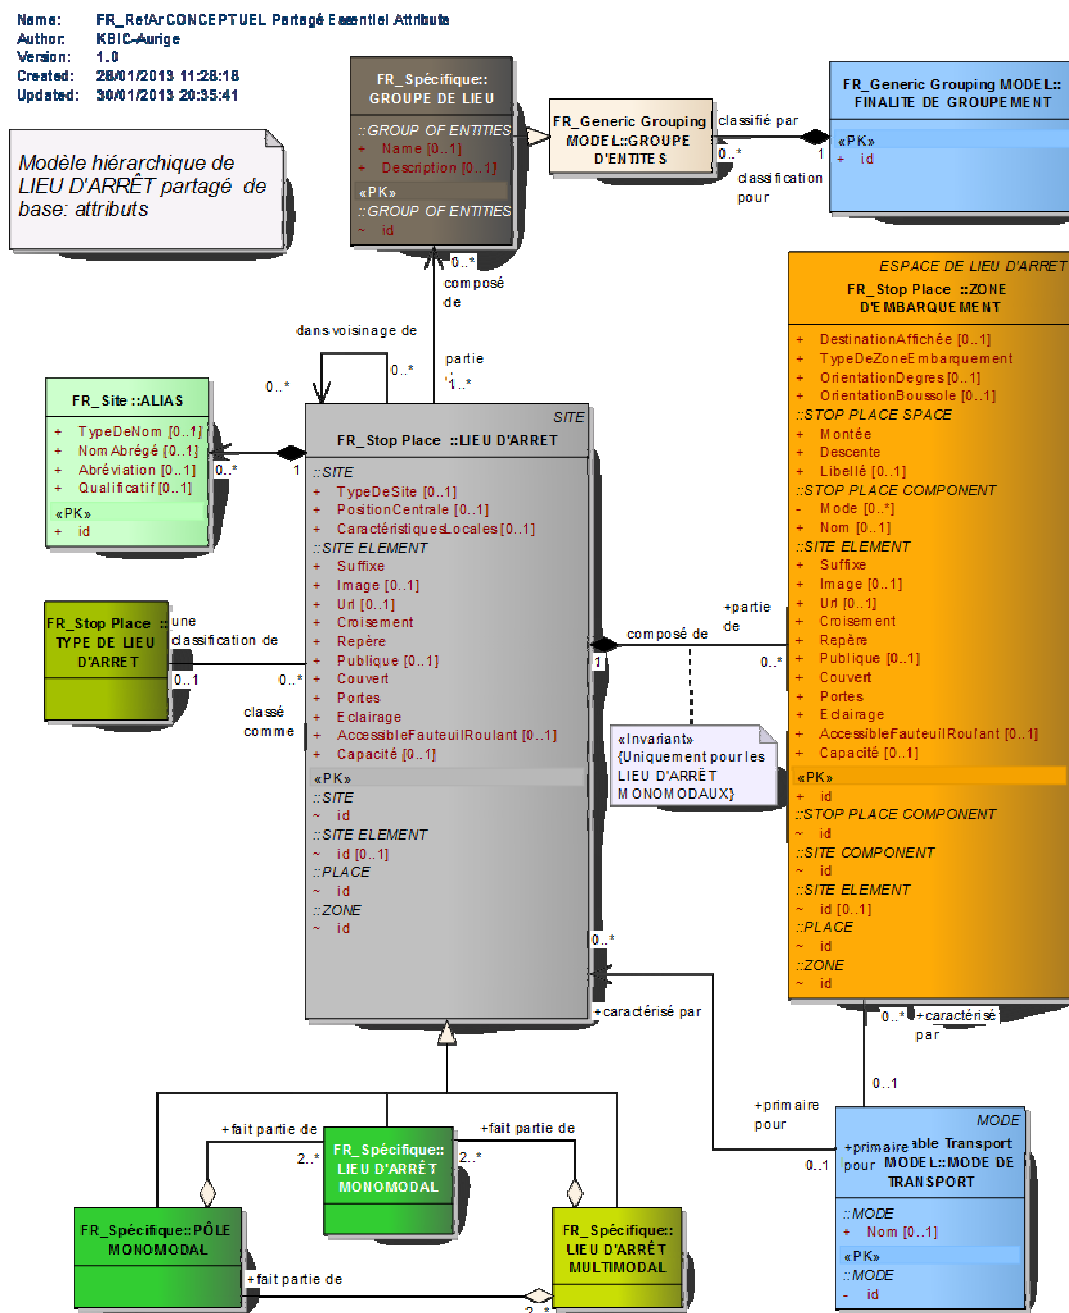 Name: FR_RefAr CONCEPTUEL Partagé Essentiel Attributs
Author: KBIC-Aurige
Version: 1.0
Created: 28/01/2013 11:28:18
Updated: 30/01/2013 20:35:41
Modèle hiérarchique de
LIEU D'ARRÊT partagé de
base: attributs
FR_Spécifique::
GROUPE DE LIEU
::GROUP OF ENTITIES
+ Name [0..1]
+ Description [0..1]
«PK»
::GROUP OF ENTITIES
~ id
FR_Generic Grouping
MODEL::GROUPE
D'ENTITES
classifié par
0..*
1
classification
pour
FR_Generic Grouping MODEL::
FINALITE DE GROUPEMENT
«PK»
+ id
0..*
composé
de
partie
1..*
dans voisinage de
0..*
0..*
FR_Site ::ALIAS
+ TypeDeNom [0..1]
+ NomAbrégé [0..1]
+ Abréviation [0..1]
+ Qualificatif [0..1]
«PK»
+ id
0..*
1
SITE
FR_Stop Place ::LIEU D'ARRET
::SITE
+ TypeDeSite [0..1]
+ PositionCentrale [0..1]
+ CaractéristiquesLocales [0..1]
::SITE ELEMENT
+ Suffixe
+ Image [0..1]
+ Url [0..1]
+ Croisement
+ Repère
+ Publique [0..1]
+ Couvert
+ Portes
+ Eclairage
+ AccessibleFauteuilRoulant [0..1]
+ Capacité [0..1]
«PK»
::SITE
~ id
::SITE ELEMENT
~ id [0..1]
::PLACE
~ id
::ZONE
~ id
FR_Stop Place ::
TYPE DE LIEU
D'ARRET
une
classification de
0..1
0..*
classé
comme
ESPACE DE LIEU D'ARRET
FR_Stop Place ::ZONE
D'EMBARQUEMENT
+ DestinationAffichée [0..1]
+ TypeDeZoneEmbarquement
+ OrientationDegres [0..1]
+ OrientationBoussole [0..1]
::STOP PLACE SPACE
+ Montée
+ Descente
+ Libellé [0..1]
::STOP PLACE COMPONENT
- Mode [0..*]
+ Nom [0..1]
::SITE ELEMENT
+ Suffixe
+ Image [0..1]
+ Url [0..1]
+ Croisement
+ Repère
+ Publique [0..1]
+ Couvert
+ Portes
+ Eclairage
+ AccessibleFauteuilRoulant [0..1]
+ Capacité [0..1]
«PK»
+ id
::STOP PLACE COMPONENT
~ id
::SITE COMPONENT
~ id
::SITE ELEMENT
~ id [0..1]
::PLACE
~ id
::ZONE
~ id
composé de
+partie
de
1
0..*
«Invariant»
{Uniquement pour les
LIEU D'ARRÊT
MONOMODAUX}
0..*
+caractérisé par
0..*
+caractérisé
par
0..1
+primaire
pour
0..1
MODE
+primaire able Transport
pour MODEL::MODE DE
TRANSPORT
::MODE
+ Nom [0..1]
«PK»
::MODE
- id
+fait partie de
2..*
FR_Spécifique::
LIEU D'ARRÊT
MONOMODAL
+fait partie de
2..*
FR_Spécifique::PÔLE
MONOMODAL
FR_Spécifique::
LIEU D'ARRÊT
MULTIMODAL
+fait partie de
2..*